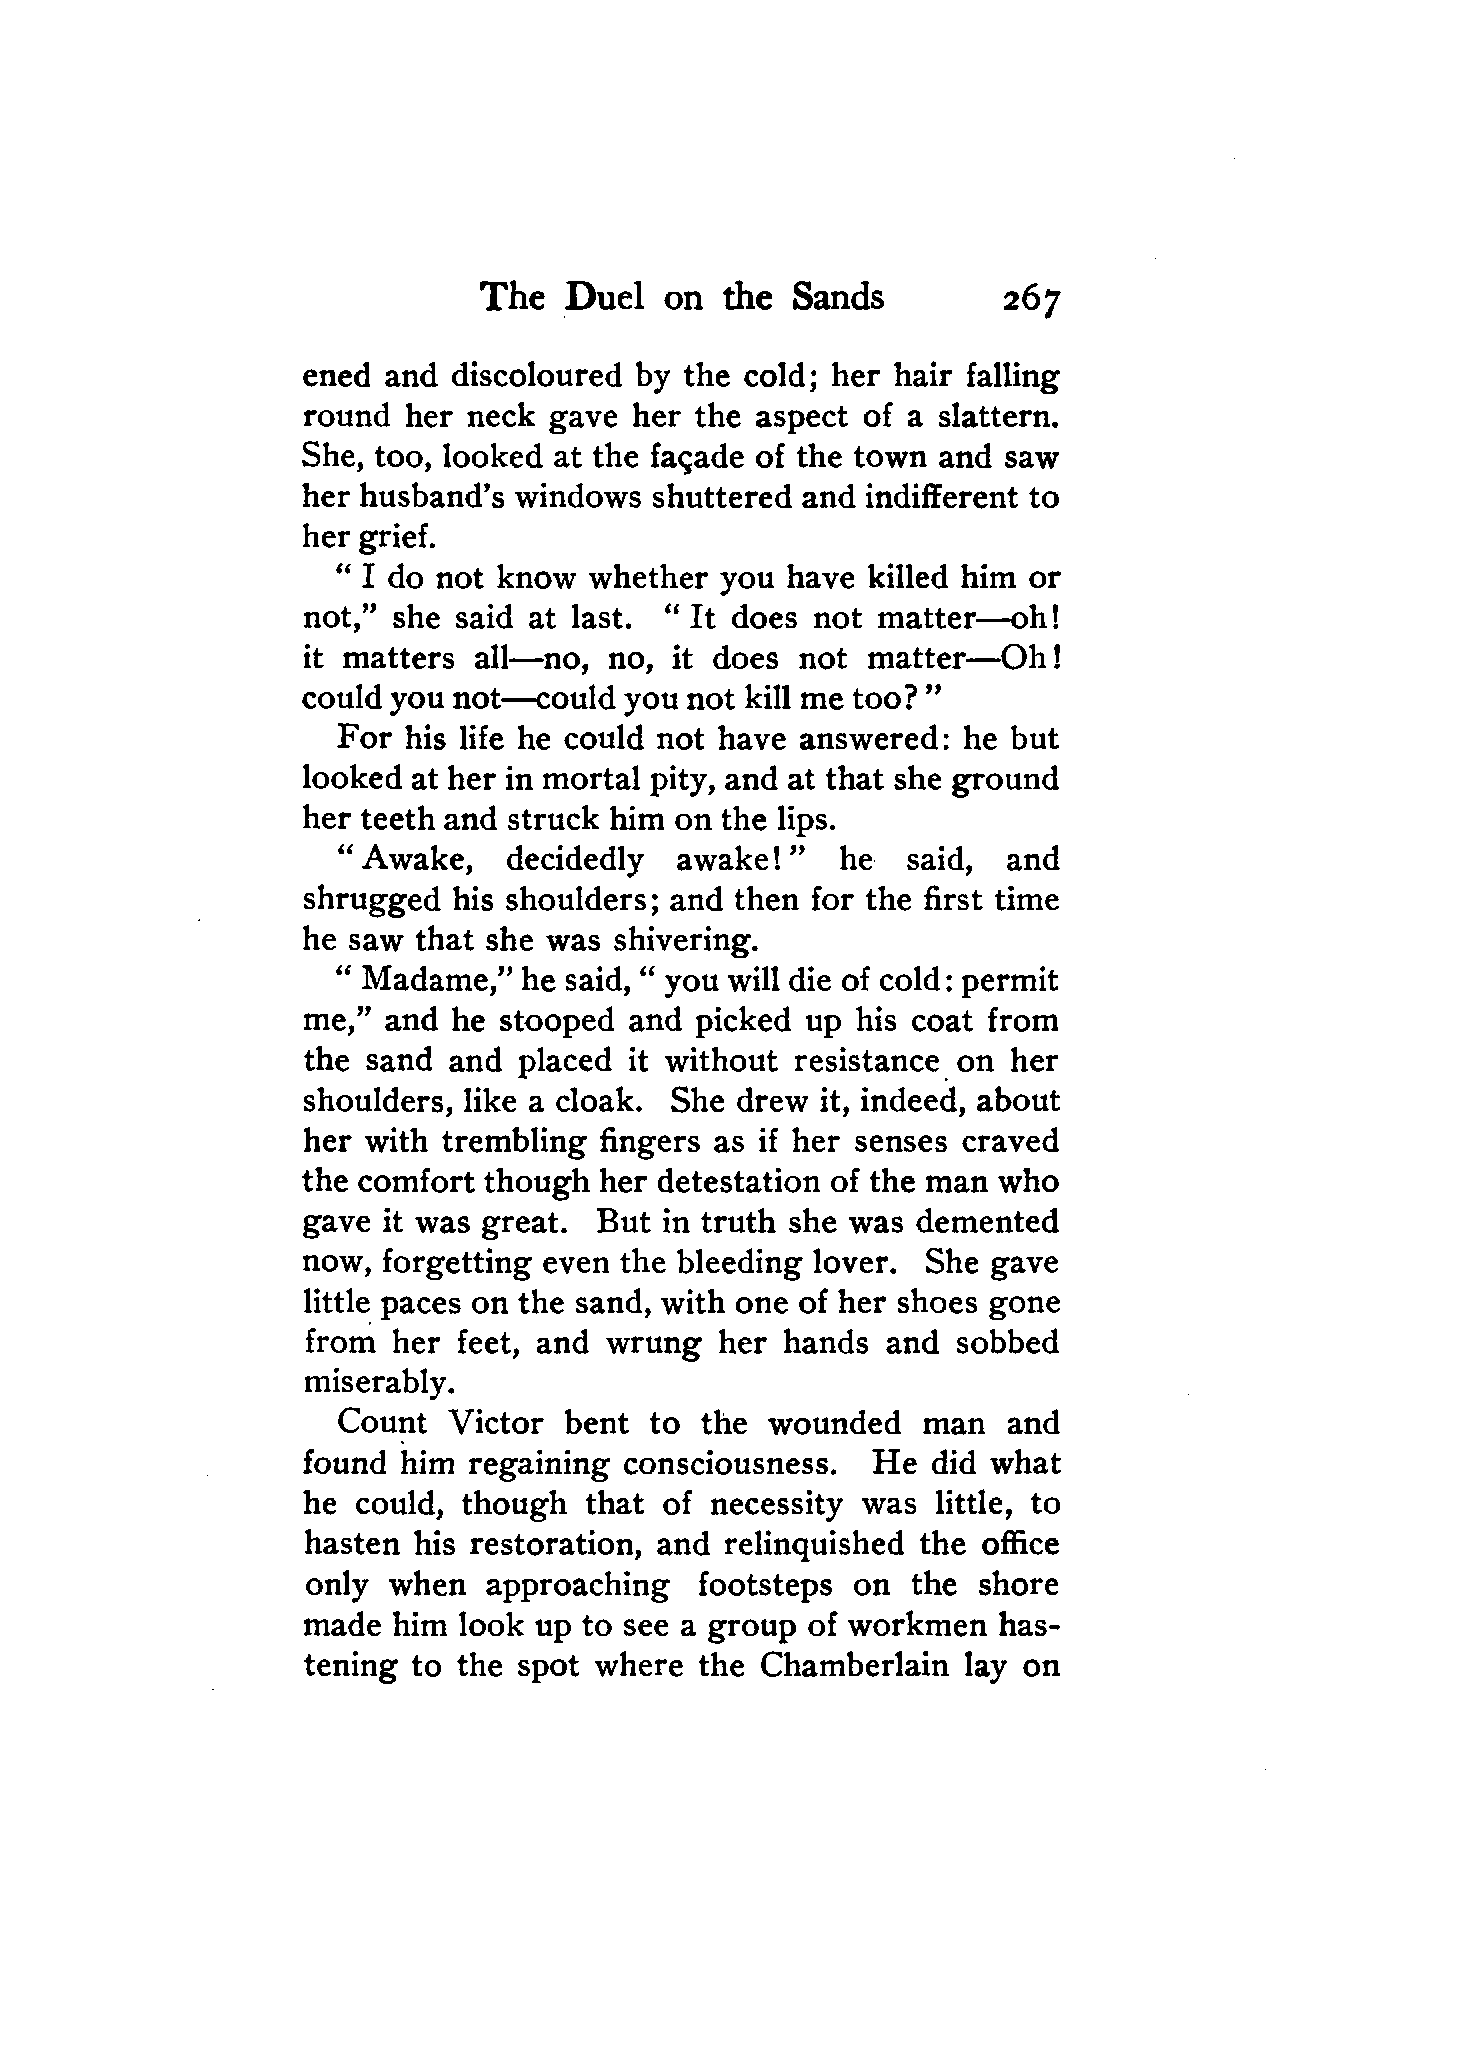 The Duel on the Sands 267
ened and discoloured by the cold; her hair falling
round her neck gave her the aspect of a slattern.
She, too, looked at the façade of the town and saw
her husband's windows shuttered and indifferent to
her grief.
" I do not know whether you have killed him or
not," she said at last. " It does not matter—oh!
it matters all—no, no, it does not matter—Oh!
could you not—could you not kill me too? "
For his life he could not have answered: he but
looked at her in mortal pity, and at that she ground
her teeth and struck him on the lips.
" Awake, decidedly awake! " he said, and
shrugged his shoulders; and then for the first time
he saw that she was shivering.
" Madame," he said, " you will die of cold: permit
me," and he stooped and picked up his coat from
the sand and placed it without resistance on her
shoulders, like a cloak. She drew it, indeed, about
her with trembling fingers as if her senses craved
the comfort though her detestation of the man who
gave it was great. But in truth she was demented
now, forgetting even the bleeding lover. She gave
little paces on the sand, with one of her shoes gone
from her feet, and wrung her hands and sobbed
miserably.
Count Victor bent to the wounded man and
found him regaining consciousness. He did what
he could, though that of necessity was little, to
hasten his restoration, and relinquished the office
only when approaching footsteps on the shore
made him look up to see a group of workmen has-
tening to the spot where the Chamberlain lay on